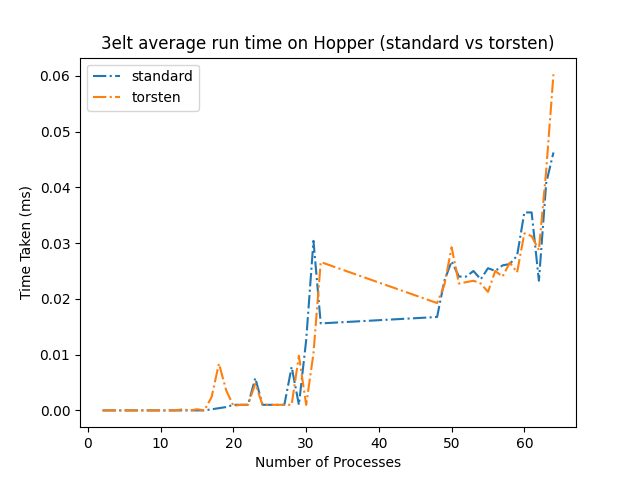 3elt average run time on Hopper (standard vs torsten)
standard
torsten
0.06
0.05
0.04
0.03
0.02
0.01
0.00
Time Taken (ms)
0 10 20 30 40 50 60
Number of Processes